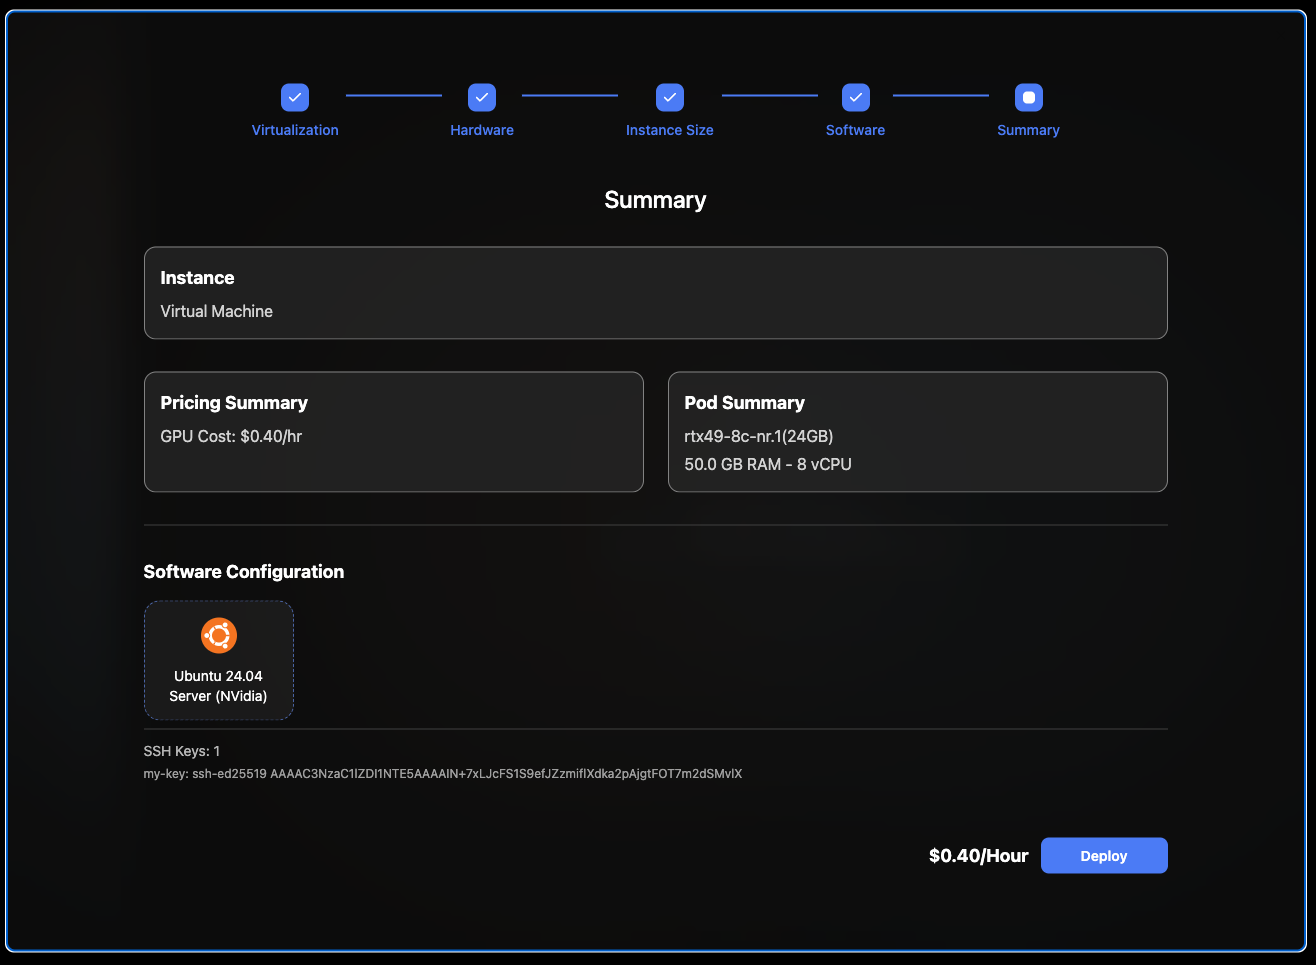 Virtualization
Hardware
Instance Size
Software
Summary
Summary
Instance
Virtual Machine
Pricing Summary
GPU Cost: $0.40/hr
Pod Summary
rtx49-8c-nr.1(24GB)
50.0 GB RAM - 8 vCPU
Software Configuration
Ubuntu 24.04
Server (NVidia)
SSH Keys: 1
my-key: ssh-ed25519 AAAAC3NzaC1lZDI1NTE5AAAAIN+7xLJcFS1S9efJZzmiflXdka2pAjgtFOT7m2dSMvlX
$0.40/Hour
Deploy